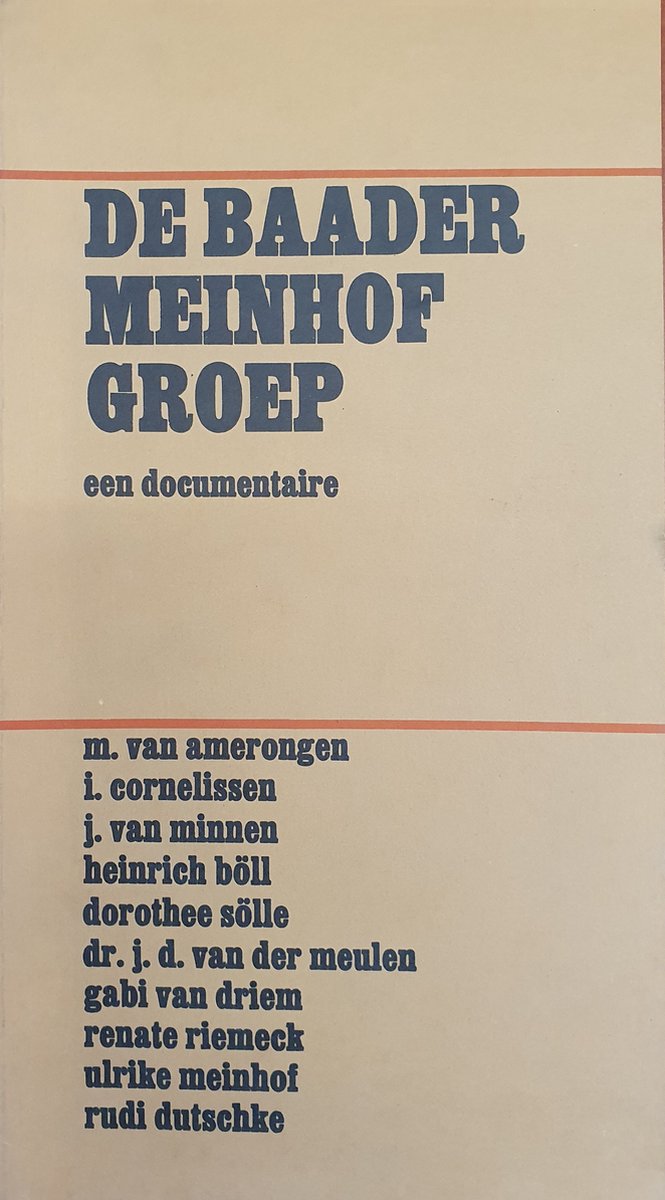 DE BAADER
MEINHOF
GROEP
een documentaire
m. van amerongen
i. cornelissen
j. van minnen
heinrich böll
dorothee sölle
dr. j. d. van der meulen
gabi van driem
renate riemeck
ulrike meinhof
rudi dutschke